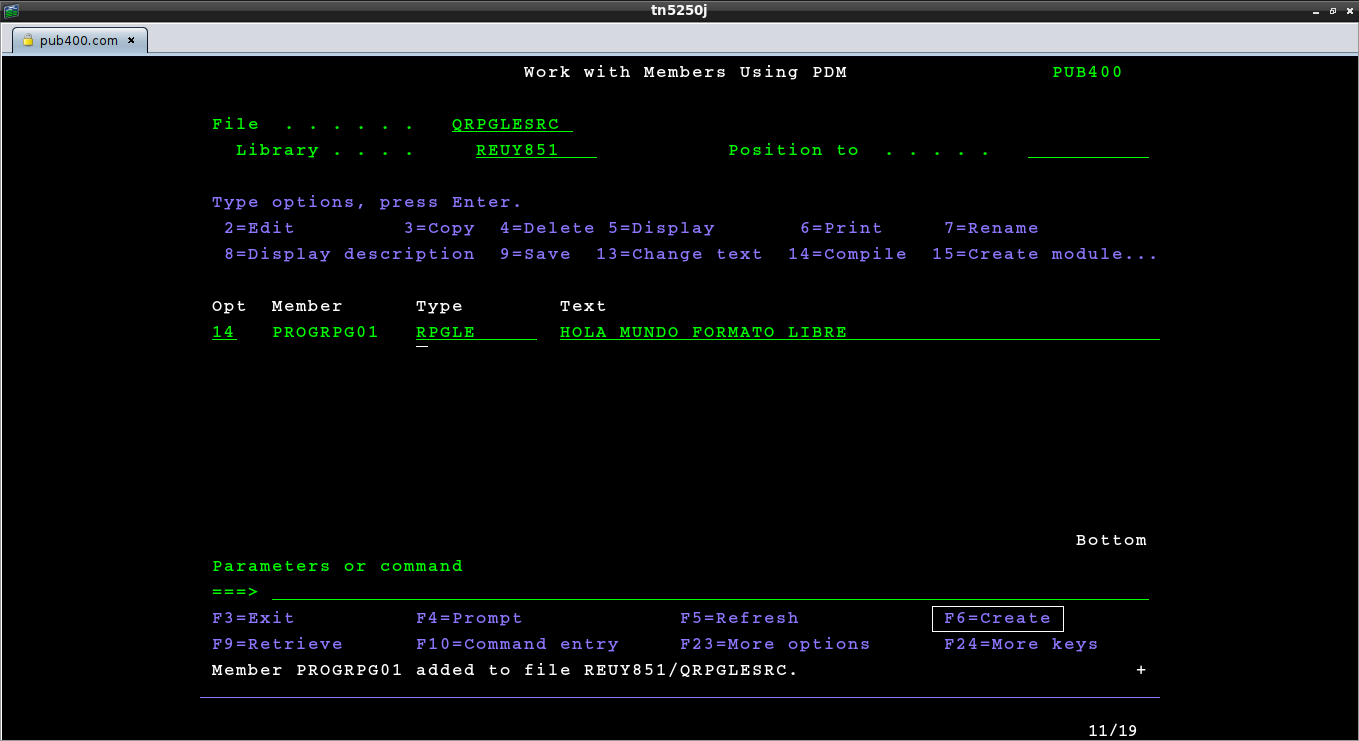 tn5250j
pub400.com
Work with Members Using PDM PUB400
File . . . . . . QRPGLESRC
Library . . . . REUY851 Position to . . . . .
Type options, press Enter.
2=Edit 3=Copy 4=Delete 5=Display 6=Print 7=Rename
8=Display description 9=Save 13=Change text 14=Compile 15=Create module...
Opt Member Type Text
14 PROGRPG01 RPGLE HOLA MUNDO FORMATO LIBRE
Bottom
Parameters or command
===>
F3=Exit F4=Prompt F5=Refresh F6=Create
F9=Retrieve F10=Command entry F23=More options F24=More keys
Member PROGRPG01 added to file REUY851/QRPGLESRC. +
11/19